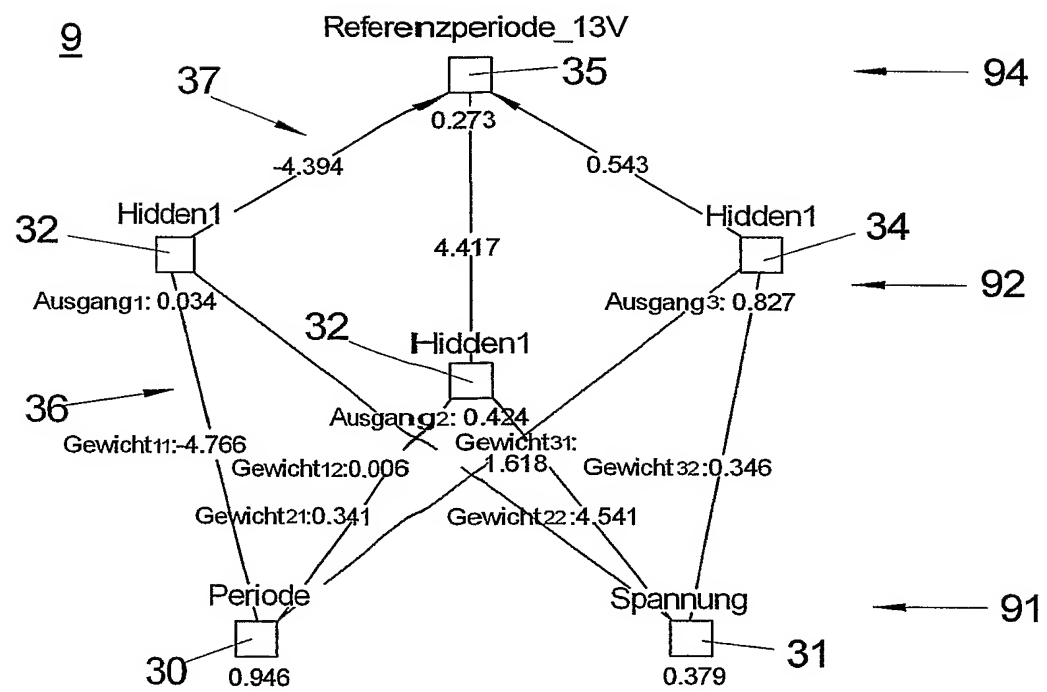 9
Referenzperiode_13V
35
94
37
0.273
-4.394
0.543
Hidden1
Hidden1
32
34
4.417
Ausgang1: 0.034
Ausgang3: 0.827
92
32
Hidden1
36
Ausgang2: 0.424
Gewicht11:-4.766
Gewicht31:
1.618
Gewicht12:0.006
Gewicht32:0.346
Gewicht21:0.341
Gewicht22:4.541
Periode
Spannung
91
30
31
0.946
0.379